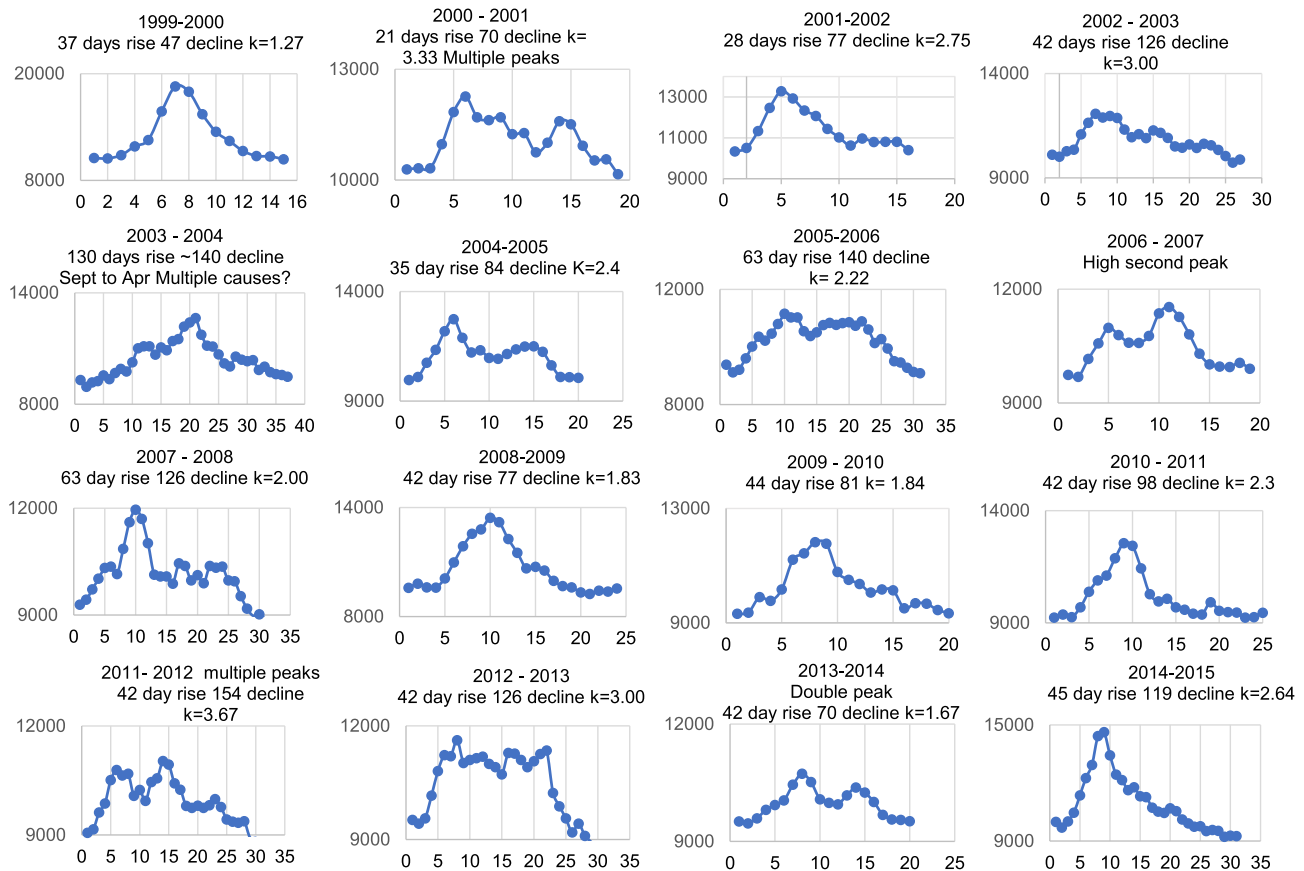 1999-2000
37 days rise 47 decline k=1.27
20000
8000
0 2 4 6 8 10 12 14 16
2000 - 2001
21 days rise 70 decline k=
3.33 Multiple peaks
13000
10000
0 5 10 15 20
2001-2002
28 days rise 77 decline k=2.75
13000
11000
9000
0 5 10 15 20
2002 - 2003
42 days rise 126 decline
k=3.00
14000
9000
0 5 10 15 20 25 30
2003 - 2004
130 days rise ~140 decline
Sept to Apr Multiple causes?
14000
8000
0 5 10 15 20 25 30 35 40
2004-2005
35 day rise 84 decline K=2.4
14000
9000
0 5 10 15 20 25
2005-2006
63 day rise 140 decline
k= 2.22
12000
8000
0 5 10 15 20 25 30 35
2006 - 2007
High second peak
12000
9000
0 5 10 15 20
2007 - 2008
63 day rise 126 decline k=2.00
12000
9000
0 5 10 15 20 25 30 35
2008-2009
42 day rise 77 decline k=1.83
14000
8000
0 5 10 15 20 25
2009 - 2010
44 day rise 81 k= 1.84
13000
9000
0 5 10 15 20
2010 - 2011
42 day rise 98 decline k= 2.3
14000
9000
0 5 10 15 20 25
2011- 2012 multiple peaks
42 day rise 154 decline
k=3.67
12000
9000
0 5 10 15 20 25 30 35
2012 - 2013
42 day rise 126 decline k=3.00
12000
9000
0 5 10 15 20 25 30 35
2013-2014
Double peak
42 day rise 70 decline k=1.67
12000
9000
0 5 10 15 20 25
2014-2015
45 day rise 119 decline k=2.64
15000
9000
0 5 10 15 20 25 30 35